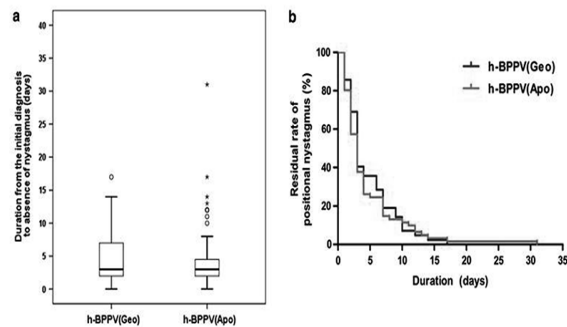 a
Duration from the initial diagnosis
to absence of nystagmus (days)
40
35
30
25
20
15
10
5
0
h-BPPV(Geo)
h-BPPV(Apo)
b
Residual rate of
positional nystagmus (%)
100
80
60
40
20
0
h-BPPV(Geo)
h-BPPV(Apo)
0 5 10 15 20 25 30 35
Duration (days)